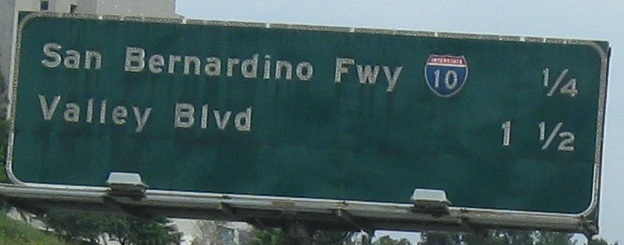 San Bernardino Fwy INTERSTATE 10 1/4
Valley Blvd 1 1/2